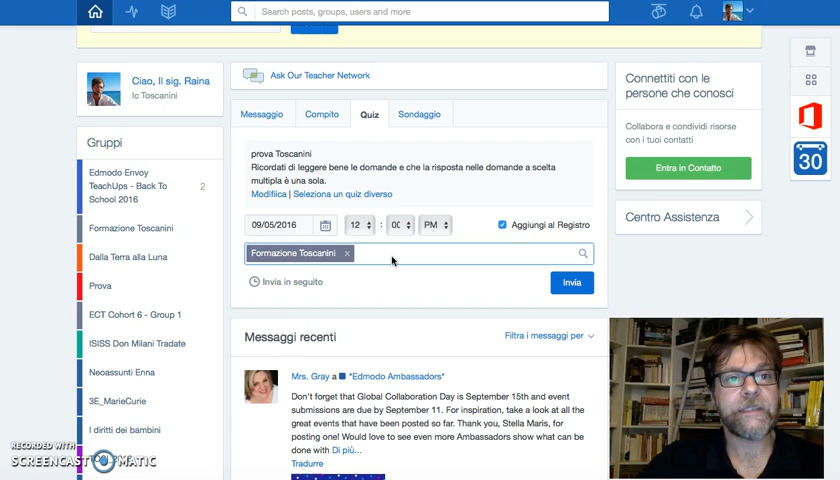 Search posts, groups, users and more
Ciao, Il sig. Raina
Ic Toscanini
Gruppi
Edmodo Envoy
TeachUps - Back To
School 2016
2
Formazione Toscanini
Dalla Terra alla Luna
Prova
ECT Cohort 6 - Group 1
ISISS Don Milani Tradate
Neoassunti Enna
3E_MarieCurie
I diritti dei bambini
Ask Our Teacher Network
Messaggio
Compito
Quiz
Sondaggio
prova Toscanini
Ricordati di leggere bene le domande e che la risposta nelle domande a scelta
multipla è una sola.
Modifiica | Seleziona un quiz diverso
09/05/2016
12 : 00 PM
Aggiungi al Registro
Formazione Toscanini x
Invia in seguito
Invia
Messaggi recenti
Filtra i messaggi per
Mrs. Gray a *Edmodo Ambassadors*
Don't forget that Global Collaboration Day is September 15th and event
submissions are due by September 11. For inspiration, take a look at all the
great events that have been posted so far. Thank you, Stella Maris, for
posting one! Would love to see even more Ambassadors show what can be
done with Di più...
Tradurre
Connettiti con le
persone che conosci
Collabora e condividi risorse
con i tuoi contatti
Entra in Contatto
Centro Assistenza
30
RECORDED WITH
SCREENCAST MATIC